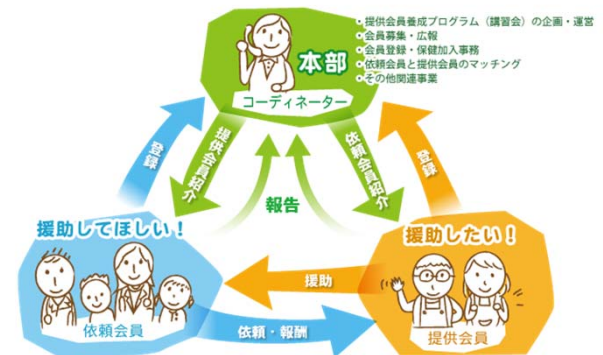 ・提供会員養成プログラム（講習会）の企画・運営
・会員募集・広報
・会員登録・保健加入事務
・依頼会員と提供会員のマッチング
・その他関連事業
本部
コーディネーター
登録
提供会員紹介
依頼会員紹介
登録
報告
援助してほしい！
援助したい！
援助
依頼会員
依頼・報酬
提供会員